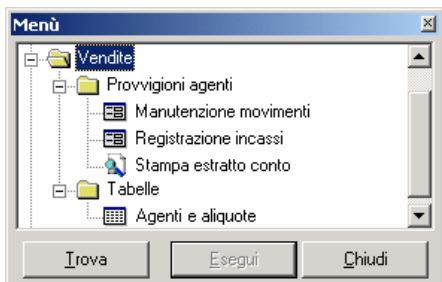 Menù
Vendite
Provvigioni agenti
Manutenzione movimenti
Registrazione incassi
Stampa estratto conto
Tabelle
Agenti e aliquote
Trova Esegui Chiudi